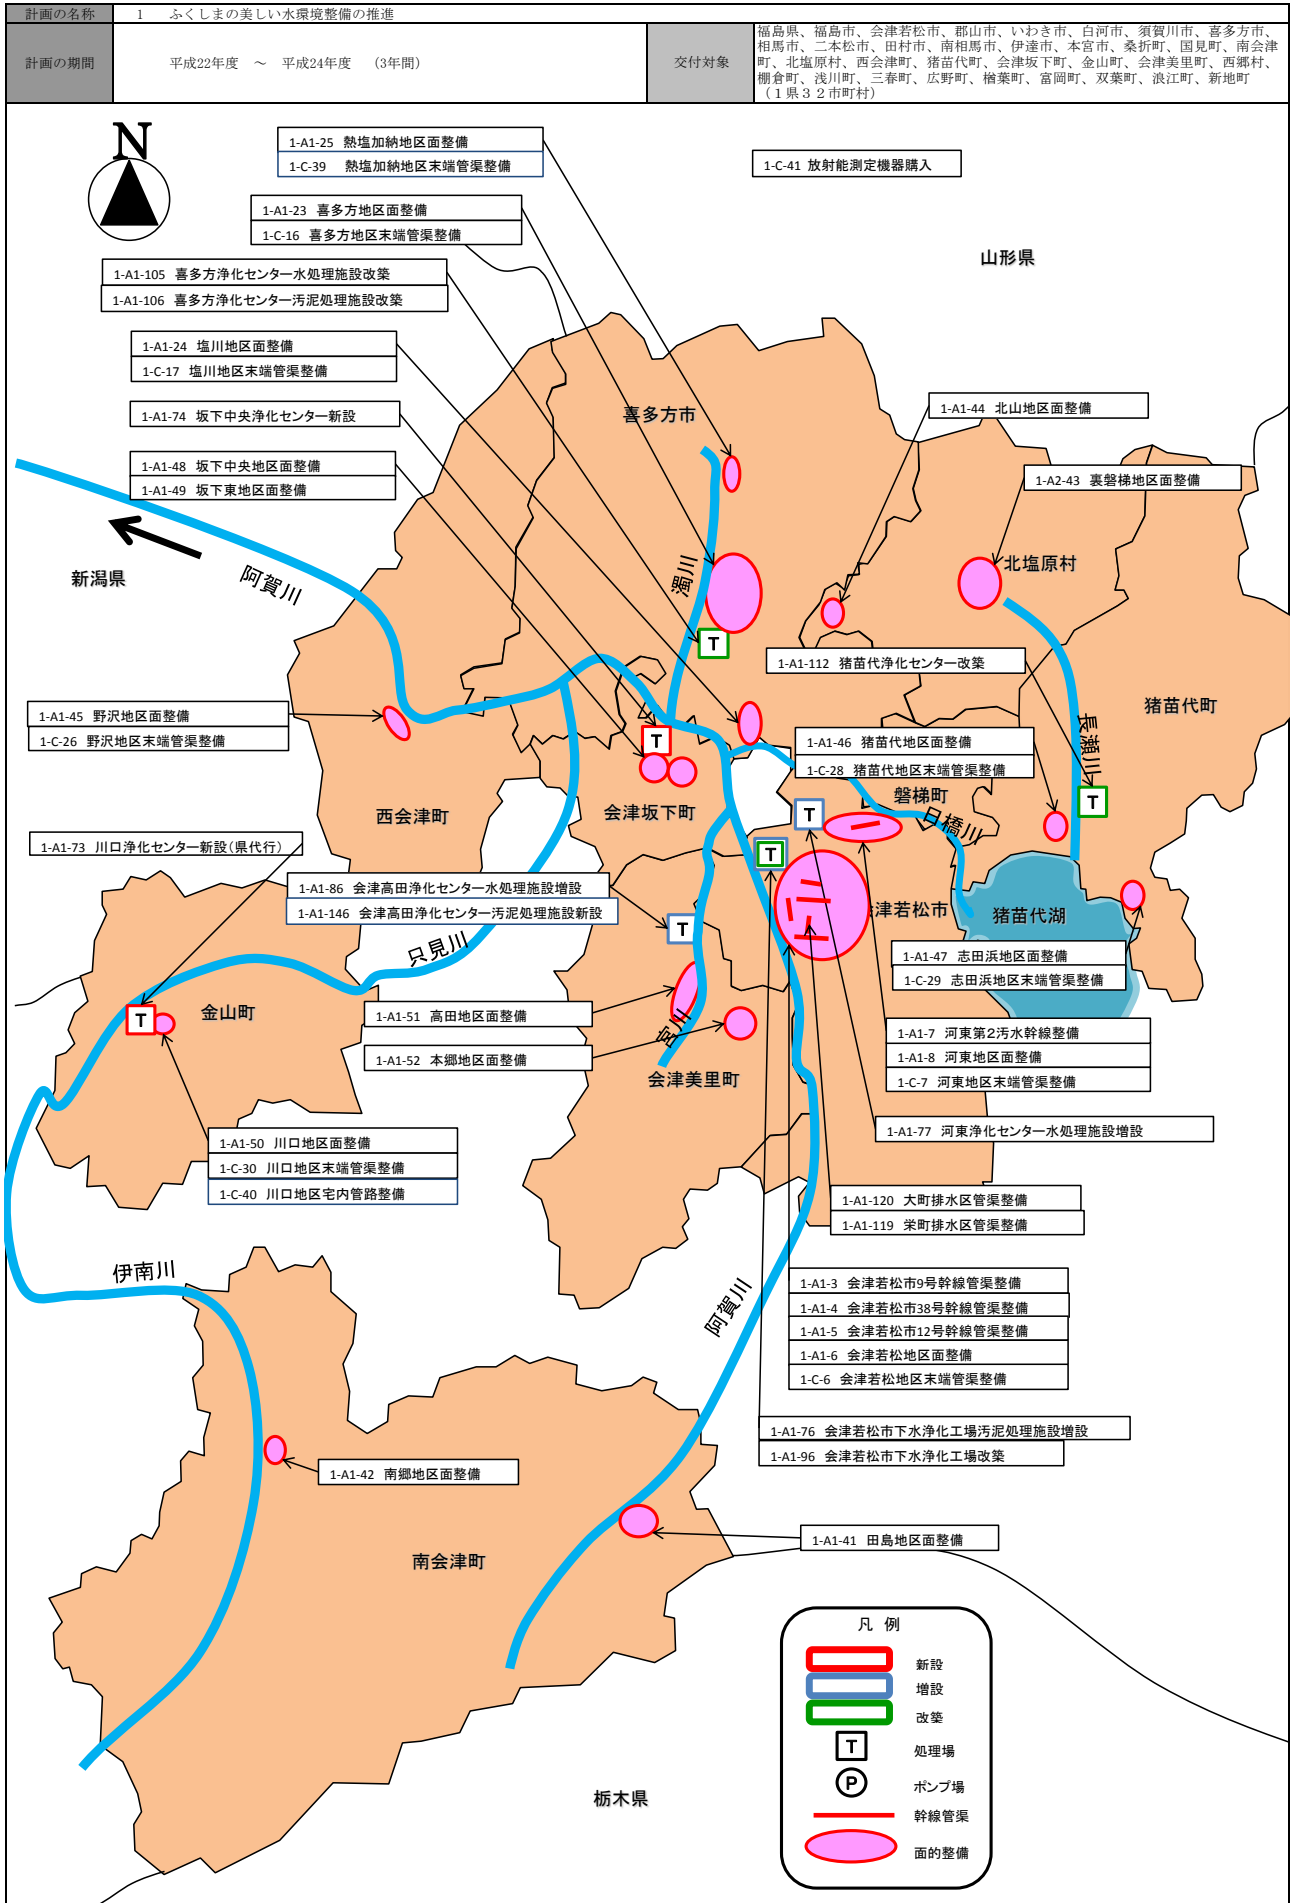 計画の名称
1 ふくしまの美しい水環境整備の推進
計画の期間
平成22年度 ～ 平成24年度 （3年間）
交付対象
福島県、福島市、会津若松市、郡山市、いわき市、白河市、須賀川市、喜多方市、
相馬市、二本松市、田村市、南相馬市、伊達市、本宮市、桑折町、国見町、南会津
町、北塩原村、西会津町、猪苗代町、会津坂下町、金山町、会津美里町、西郷村、
棚倉町、浅川町、三春町、広野町、楢葉町、富岡町、双葉町、浪江町、新地町
（１県３２市町村）
N
1-A1-25 熱塩加納地区面整備
1-C-39 熱塩加納地区末端管渠整備
1-C-41 放射能測定機器購入
1-A1-23 喜多方地区面整備
1-C-16 喜多方地区末端管渠整備
山形県
1-A1-105 喜多方浄化センター水処理施設改築
1-A1-106 喜多方浄化センター汚泥処理施設改築
1-A1-24 塩川地区面整備
1-C-17 塩川地区末端管渠整備
1-A1-74 坂下中央浄化センター新設
喜多方市
1-A1-44 北山地区面整備
1-A1-48 坂下中央地区面整備
1-A1-49 坂下東地区面整備
1-A2-43 裏磐梯地区面整備
新潟県
阿賀川
濁川
北塩原村
T
1-A1-112 猪苗代浄化センター改築
1-A1-45 野沢地区面整備
1-C-26 野沢地区末端管渠整備
猪苗代町
長瀬川
T
1-A1-46 猪苗代地区面整備
1-C-28 猪苗代地区末端管渠整備
磐梯町
T
T
西会津町
会津坂下町
日橋川
1-A1-73 川口浄化センター新設（県代行）
T
1-A1-86 会津高田浄化センター水処理施設増設
1-A1-146 会津高田浄化センター汚泥処理施設新設
T
只見川
津若松市
猪苗代湖
1-A1-47 志田浜地区面整備
1-C-29 志田浜地区末端管渠整備
金山町
T
1-A1-51 高田地区面整備
宮川
1-A1-7 河東第２汚水幹線整備
1-A1-8 河東地区面整備
1-C-7 河東地区末端管渠整備
1-A1-52 本郷地区面整備
会津美里町
1-A1-50 川口地区面整備
1-C-30 川口地区末端管渠整備
1-C-40 川口地区宅内管路整備
1-A1-77 河東浄化センター水処理施設増設
1-A1-120 大町排水区管渠整備
1-A1-119 栄町排水区管渠整備
伊南川
阿賀川
1-A1-3 会津若松市9号幹線管渠整備
1-A1-4 会津若松市38号幹線管渠整備
1-A1-5 会津若松市12号幹線管渠整備
1-A1-6 会津若松地区面整備
1-C-6 会津若松地区末端管渠整備
1-A1-76 会津若松市下水浄化工場汚泥処理施設増設
1-A1-96 会津若松市下水浄化工場改築
1-A1-42 南郷地区面整備
1-A1-41 田島地区面整備
南会津町
栃木県
凡 例
新設
増設
改築
T 処理場
P ポンプ場
幹線管渠
面的整備